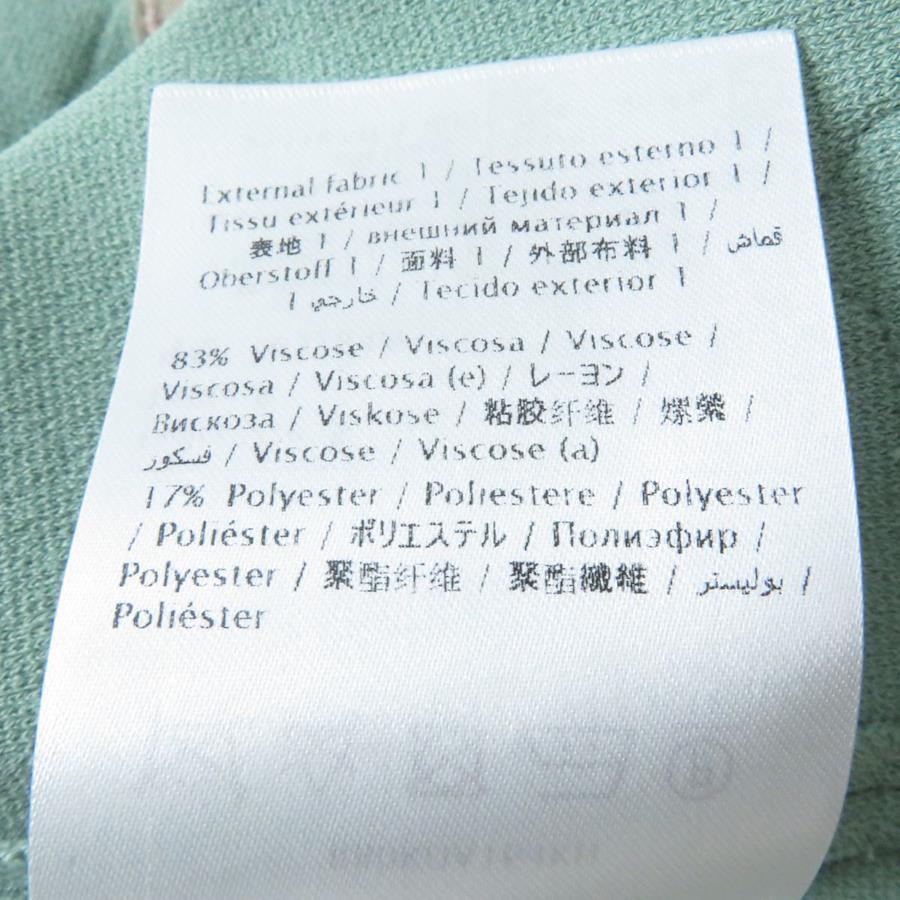 External fabric 1 / Tessuto esterno 1 /
Tissu extérieur 1 / Tejido exterior 1 /
表地 1 / внешний материал 1 /
Oberstoff 1 / 面料 1 / 外部布料 1 / قماش
خارجي 1 / Tecido exterior 1
83% Viscose / Viscosa / Viscose /
Viscosa / Viscosa (e) / レーヨン /
Вискоза / Viskose / 粘胶纤维 / 嫘縈 /
فسكوز / Viscose / Viscose (a)
17% Polyester / Poliestere / Polyester
/ Poliéster / ポリエステル / Полиэфир /
Polyester / 聚酯纤维 / 聚酯纖維 / بوليستر /
Poliéster